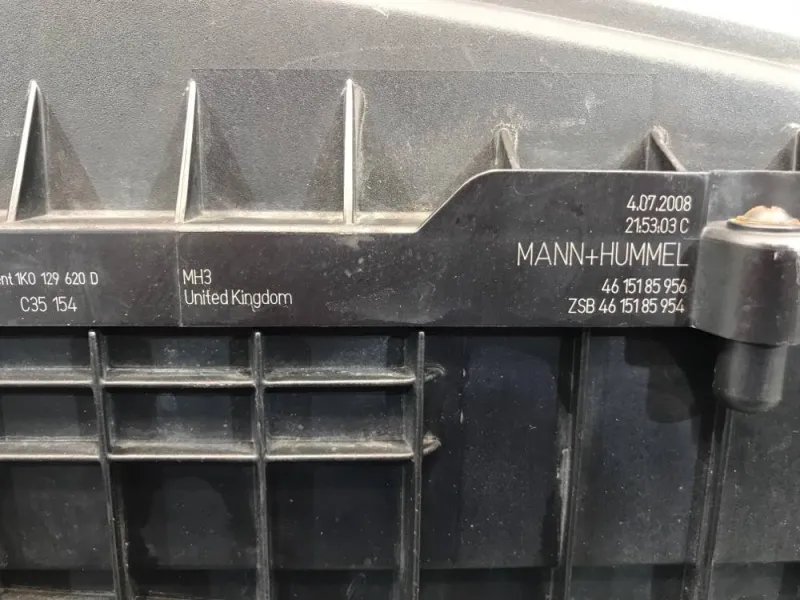 4.07.2008
21:53:03 C
MANN+HUMMEL
46 151 85 956
ZSB 46 151 85 954
MH3
United Kingdom
1K0 129 620 D
C35 154